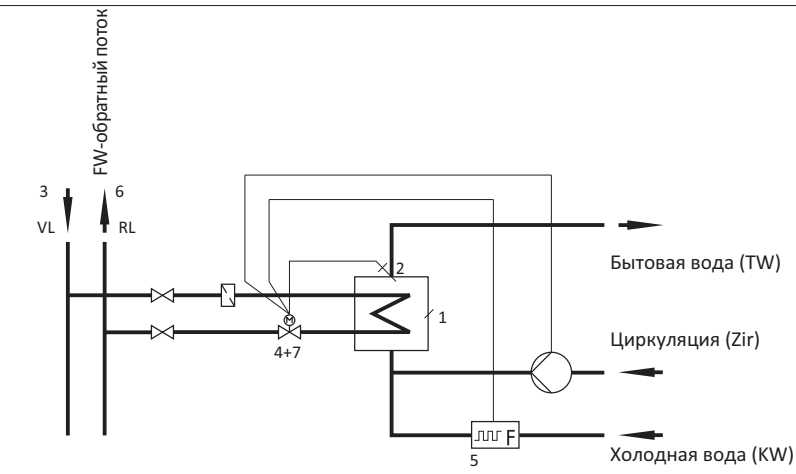 FW-обратный поток
3
6
VL
RL
2
Бытовая вода (TW)
1
M
4+7
Циркуляция (Zir)
F
5
Холодная вода (KW)